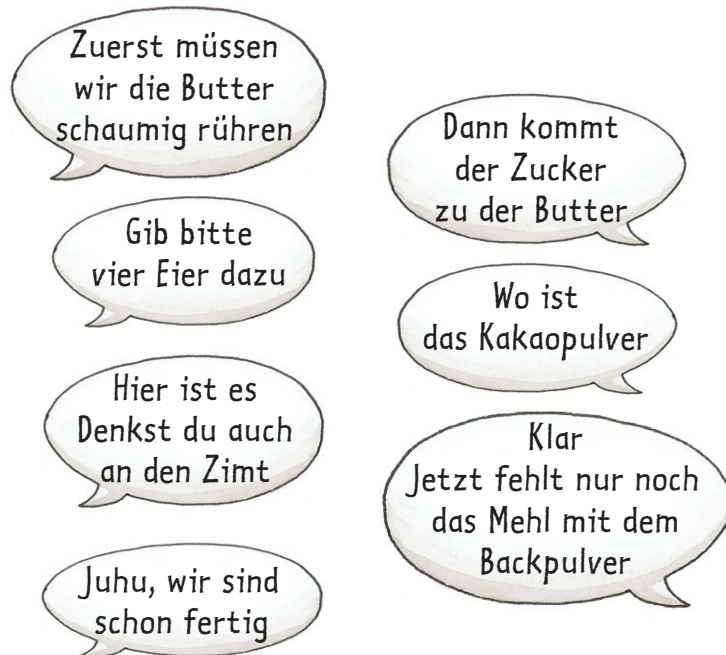 Zuerst müssen
wir die Butter
schaumig rühren
Dann kommt
der Zucker
zu der Butter
Gib bitte
vier Eier dazu
Wo ist
das Kakaopulver
Hier ist es
Denkst du auch
an den Zimt
Klar
Jetzt fehlt nur noch
das Mehl mit dem
Backpulver
Juhu, wir sind
schon fertig